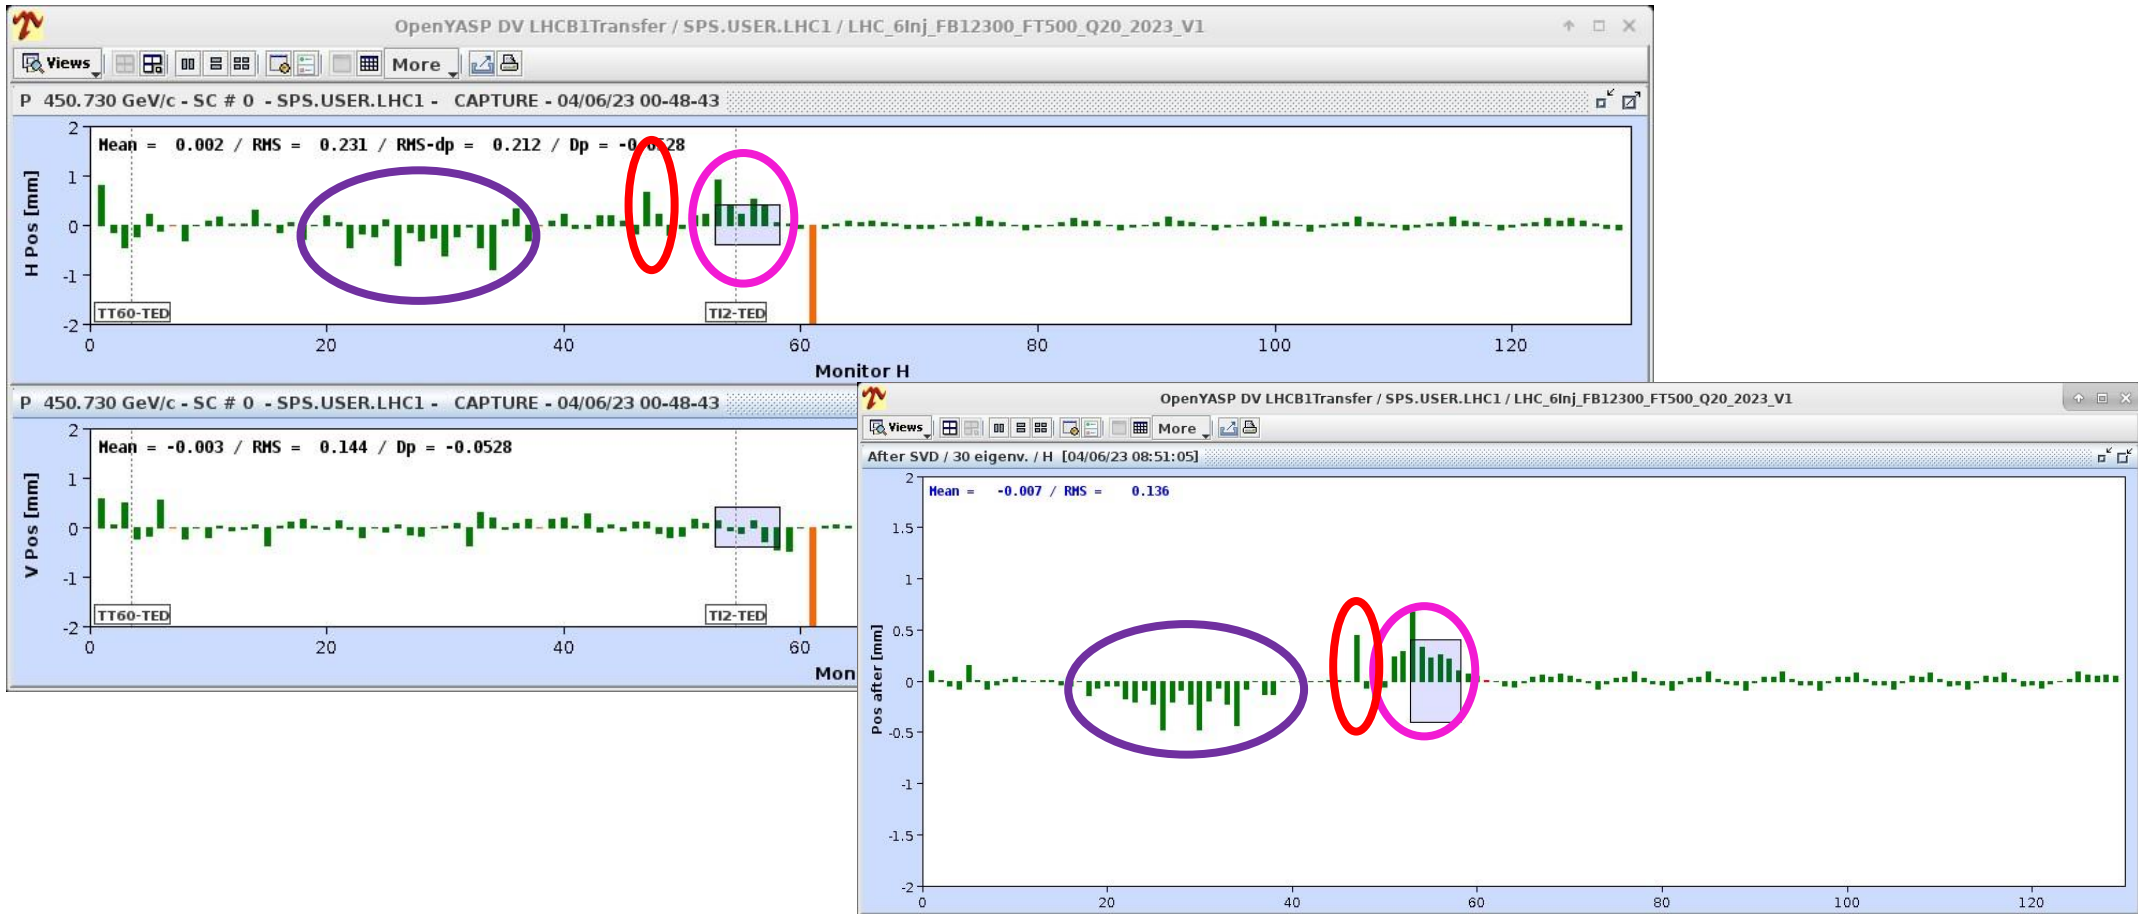 OpenYASP DV LHCB1Transfer / SPS.USER.LHC1 / LHC_6Inj_FB12300_FT500_Q20_2023_V1
Views More
P 450.730 GeV/c - SC # 0 - SPS.USER.LHC1 - CAPTURE - 04/06/23 00-48-43
Mean = 0.002 / RMS = 0.231 / RMS-dp = 0.212 / Dp = -0.0528
H Pos [mm]
2
1
0
-1
-2
TT60-TED
TI2-TED
0 20 40 60 80 100 120
Monitor H
P 450.730 GeV/c - SC # 0 - SPS.USER.LHC1 - CAPTURE - 04/06/23 00-48-43
Mean = -0.003 / RMS = 0.144 / Dp = -0.0528
V Pos [mm]
2
1
0
-1
-2
TT60-TED
TI2-TED
0 20 40 60
Mon
OpenYASP DV LHCB1Transfer / SPS.USER.LHC1 / LHC_6Inj_FB12300_FT500_Q20_2023_V1
Views More
After SVD / 30 eigenv. / H [04/06/23 08:51:05]
Mean = -0.007 / RMS = 0.136
Pos after [mm]
2
1.5
1
0.5
0
-0.5
-1
-1.5
-2
0 20 40 60 80 100 120